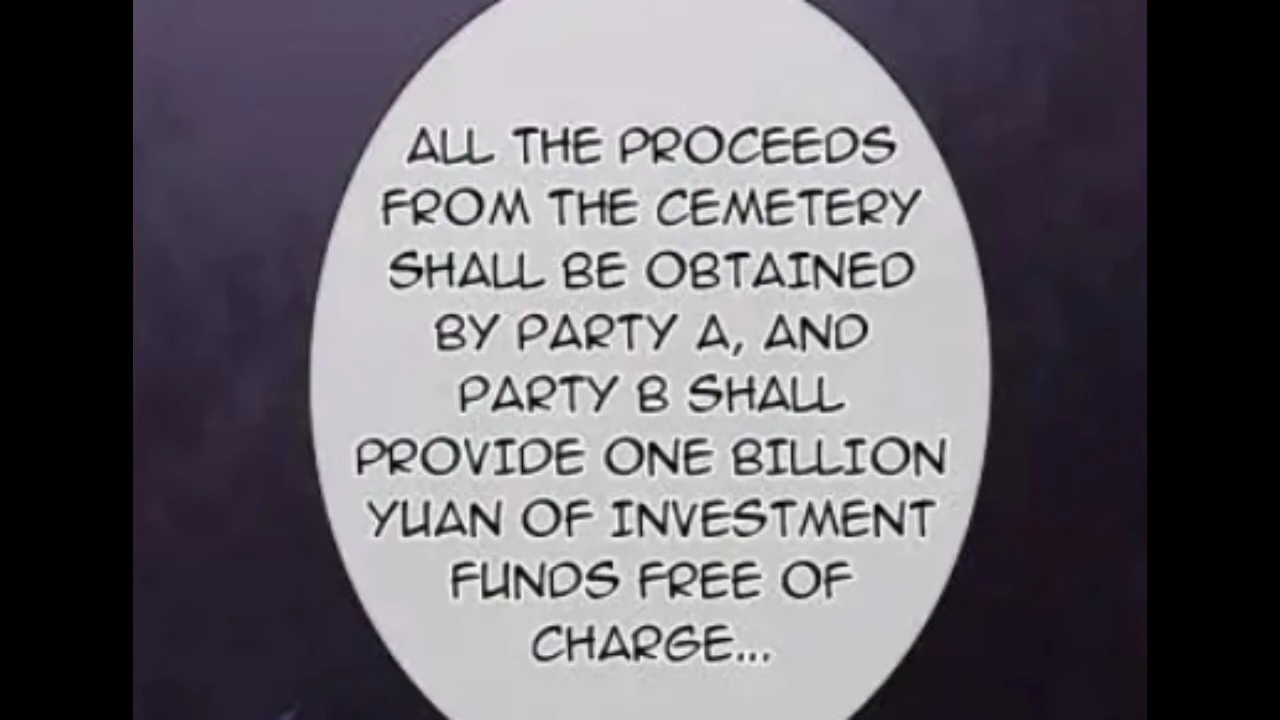 ALL THE PROCEEDS
FROM THE CEMETERY
SHALL BE OBTAINED
BY PARTY A, AND
PARTY B SHALL
PROVIDE ONE BILLION
YUAN OF INVESTMENT
FUNDS FREE OF
CHARGE...